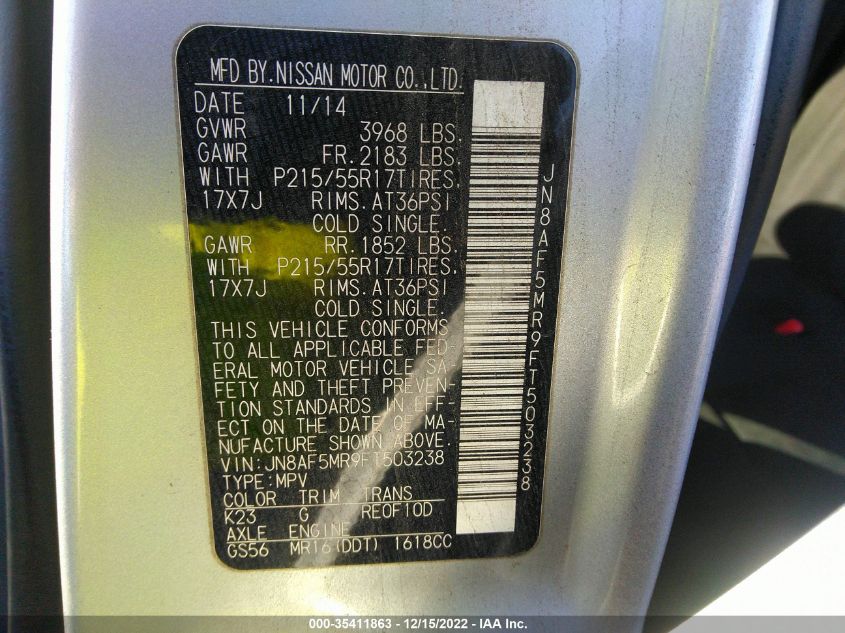 MFD BY.NISSAN MOTOR CO.,LTD.
DATE 11/14
GVWR 3968 LBS.
GAWR FR.2183 LBS.
WITH P215/55R17TIRES.
17X7J RIMS.AT36PSI
COLD SINGLE.
GAWR RR.1852 LBS.
WITH P215/55R17TIRES.
17X7J RIMS.AT36PSI
COLD SINGLE.
THIS VEHICLE CONFORMS
TO ALL APPLICABLE FED-
ERAL MOTOR VEHICLE SA-
FETY AND THEFT PREVEN-
TION STANDARDS IN EFF-
ECT ON THE DATE OF MA-
NUFACTURE SHOWN ABOVE.
VIN:JN8AF5MR9FT503238
TYPE:MPV
COLOR TRIM TRANS
K23 G RE0F10D
AXLE ENGINE
GS56 MR16(DDT) 1618CC
JN8AF5MR9FT503238
000-35411863 - 12/15/2022 - IAA Inc.